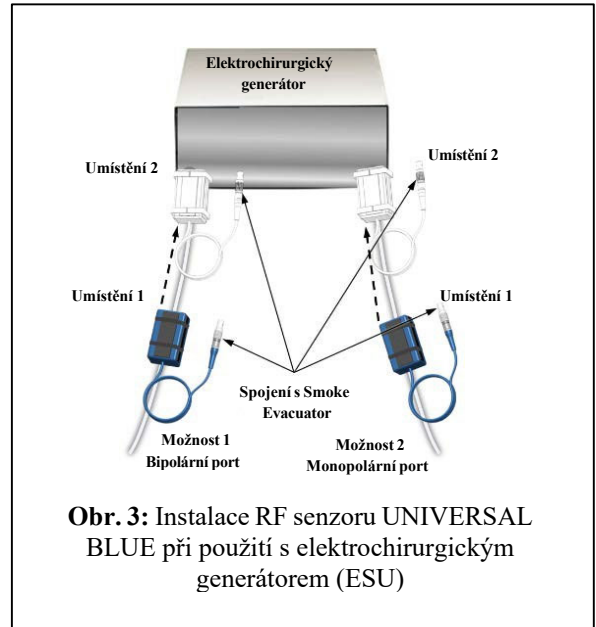 Elektrochirurgický
generátor
Umístění 2
Umístění 2
Umístění 1
Umístění 1
Spojení s Smoke
Evacuator
Možnost 1
Bipolární port
Možnost 2
Monopolární port
Obr. 3: Instalace RF senzoru UNIVERSAL
BLUE při použití s elektrochirurgickým
generátorem (ESU)